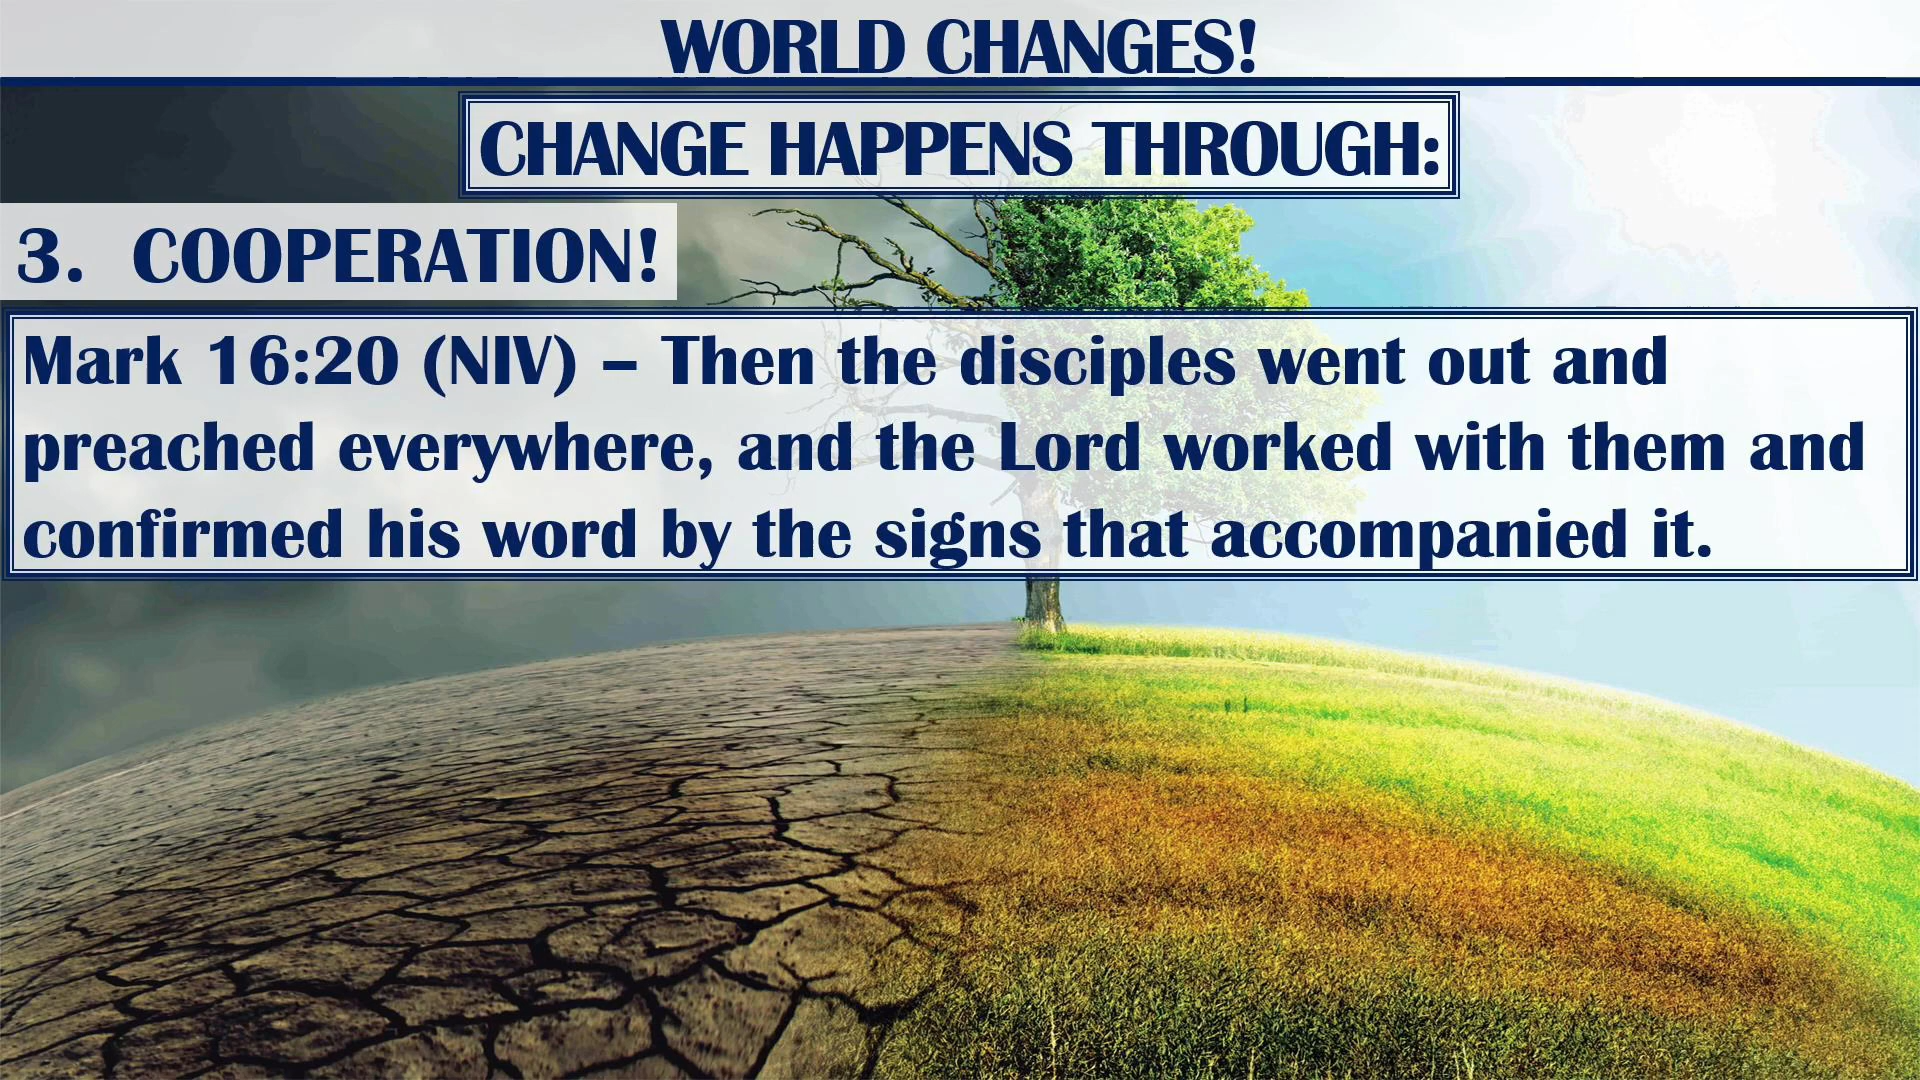 WORLD CHANGES!
CHANGE HAPPENS THROUGH:
3. COOPERATION!
Mark 16:20 (NIV) – Then the disciples went out and
preached everywhere, and the Lord worked with them and
confirmed his word by the signs that accompanied it.